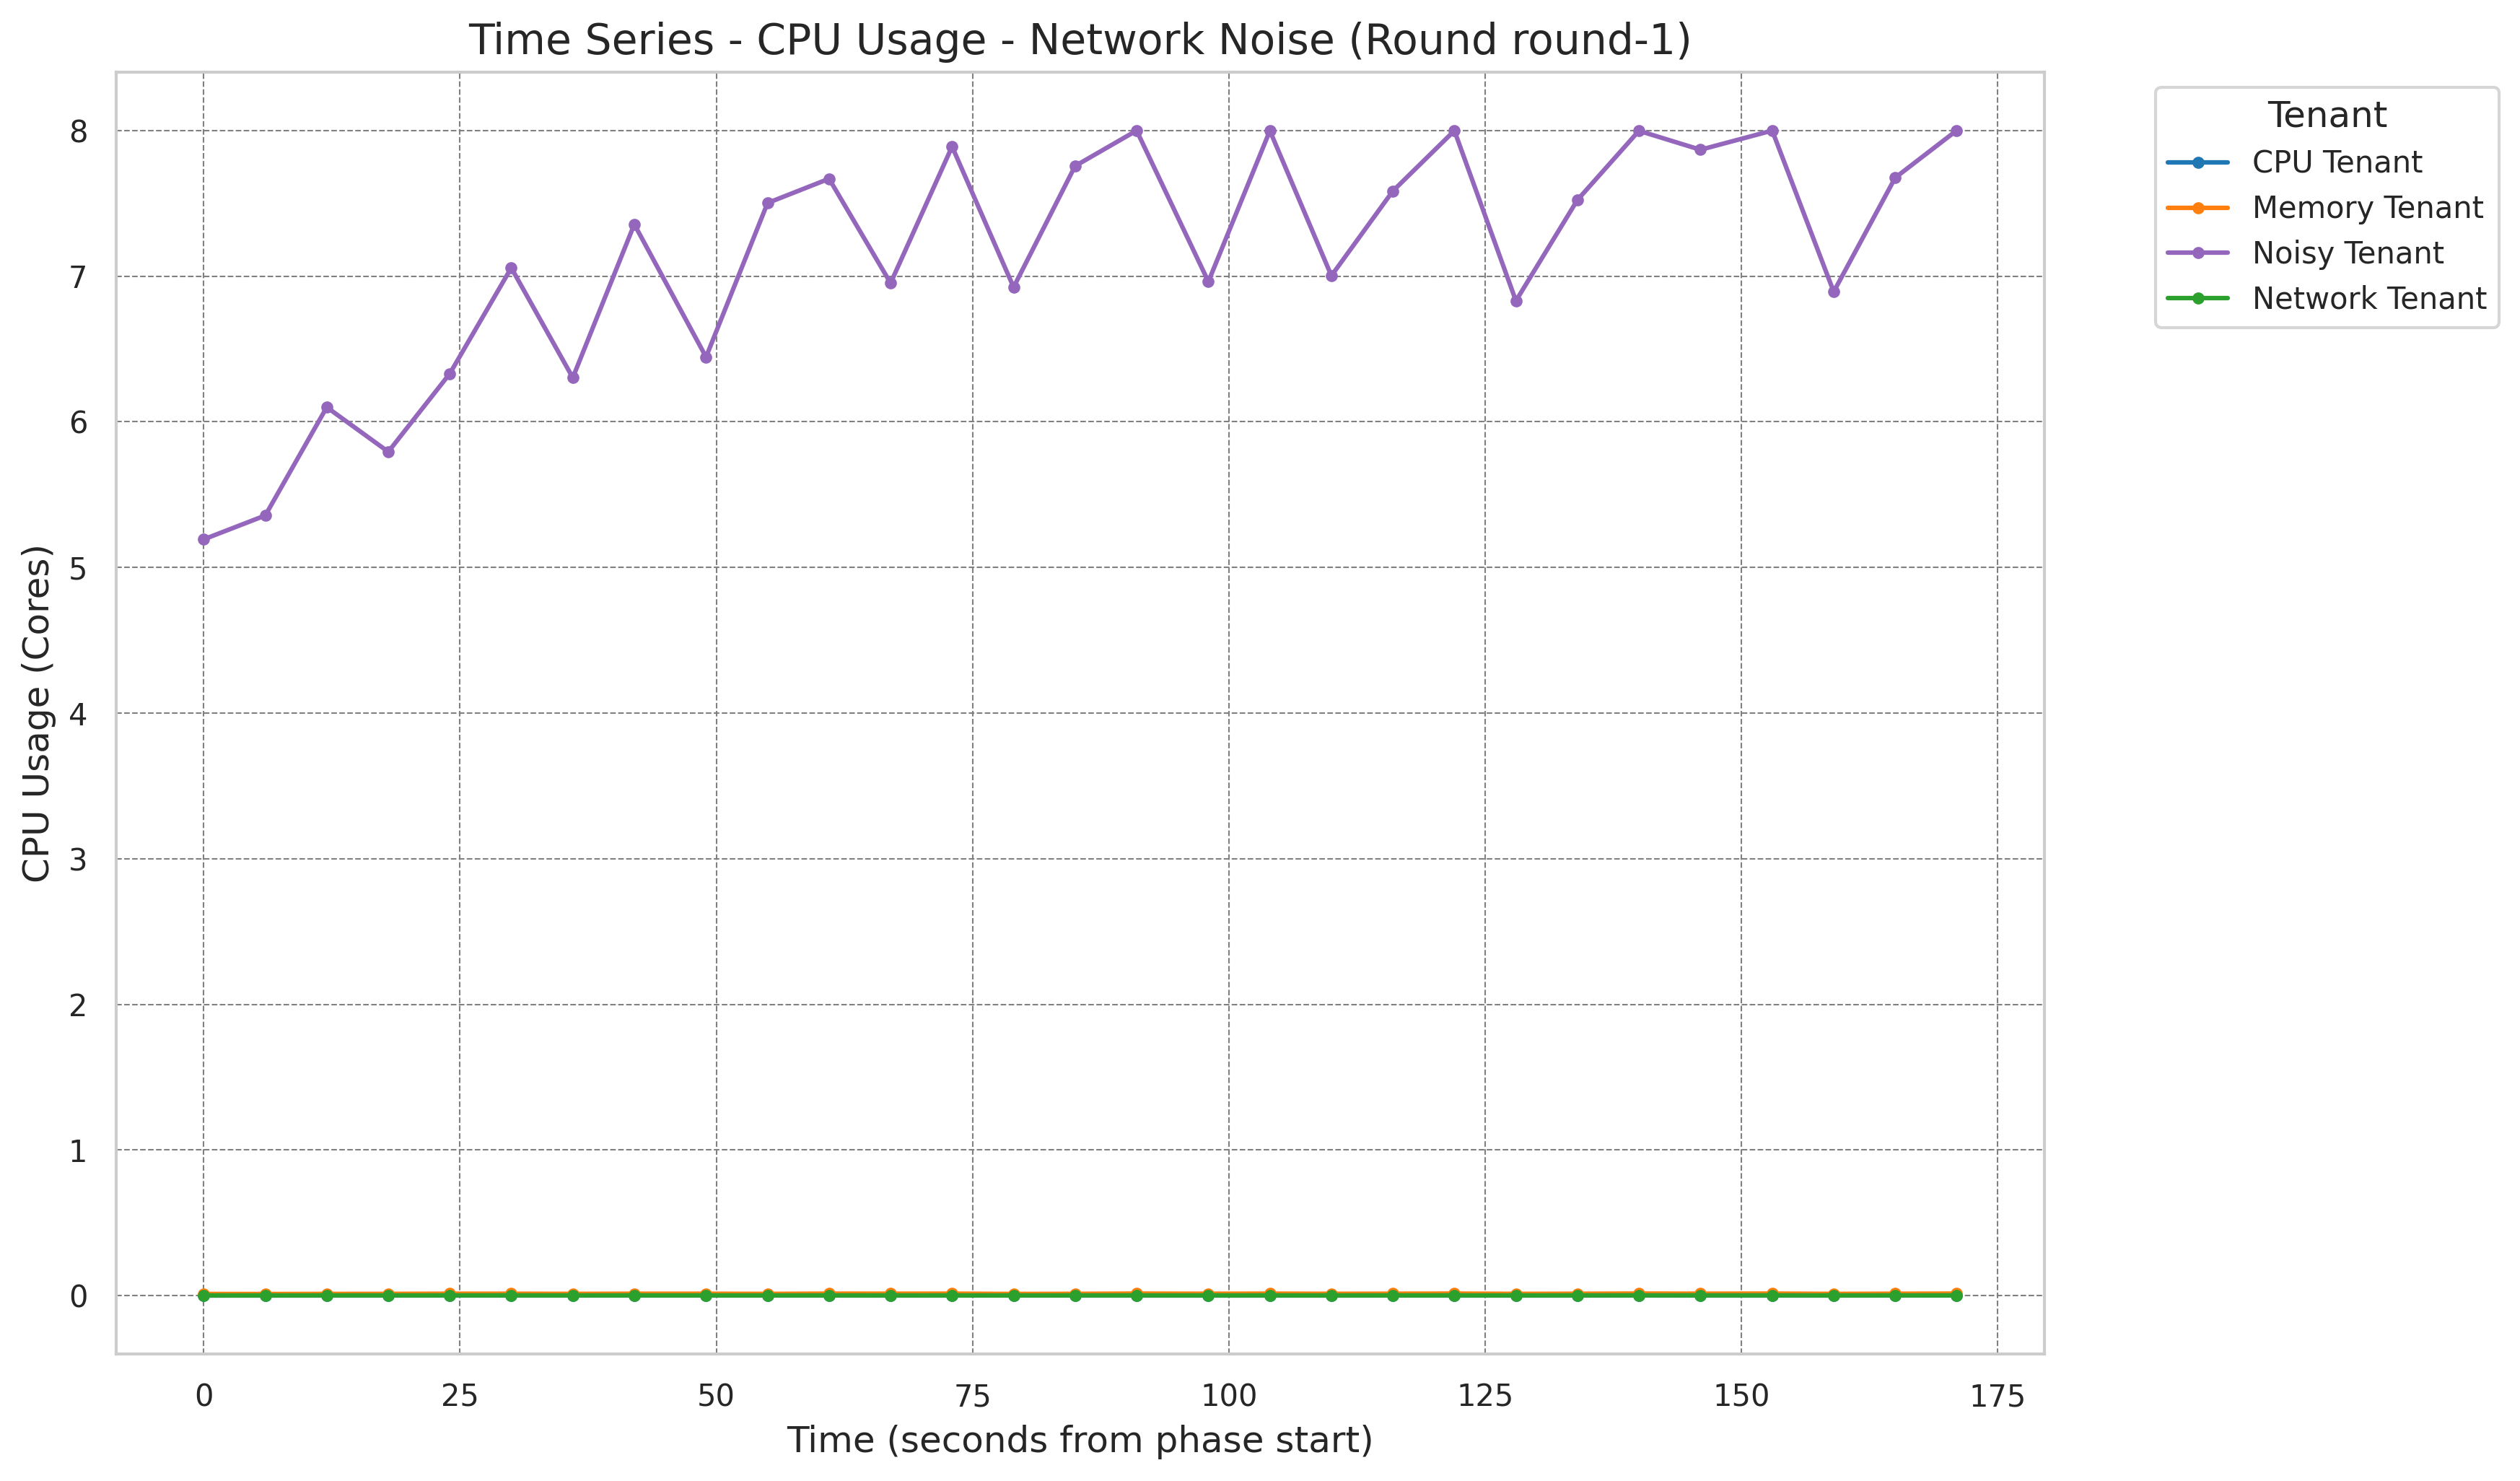 Time Series - CPU Usage - Network Noise (Round round-1)
Tenant
CPU Tenant
Memory Tenant
Noisy Tenant
Network Tenant
CPU Usage (Cores)
8
7
6
5
4
3
2
1
0
0 25 50 75 100 125 150 175
Time (seconds from phase start)